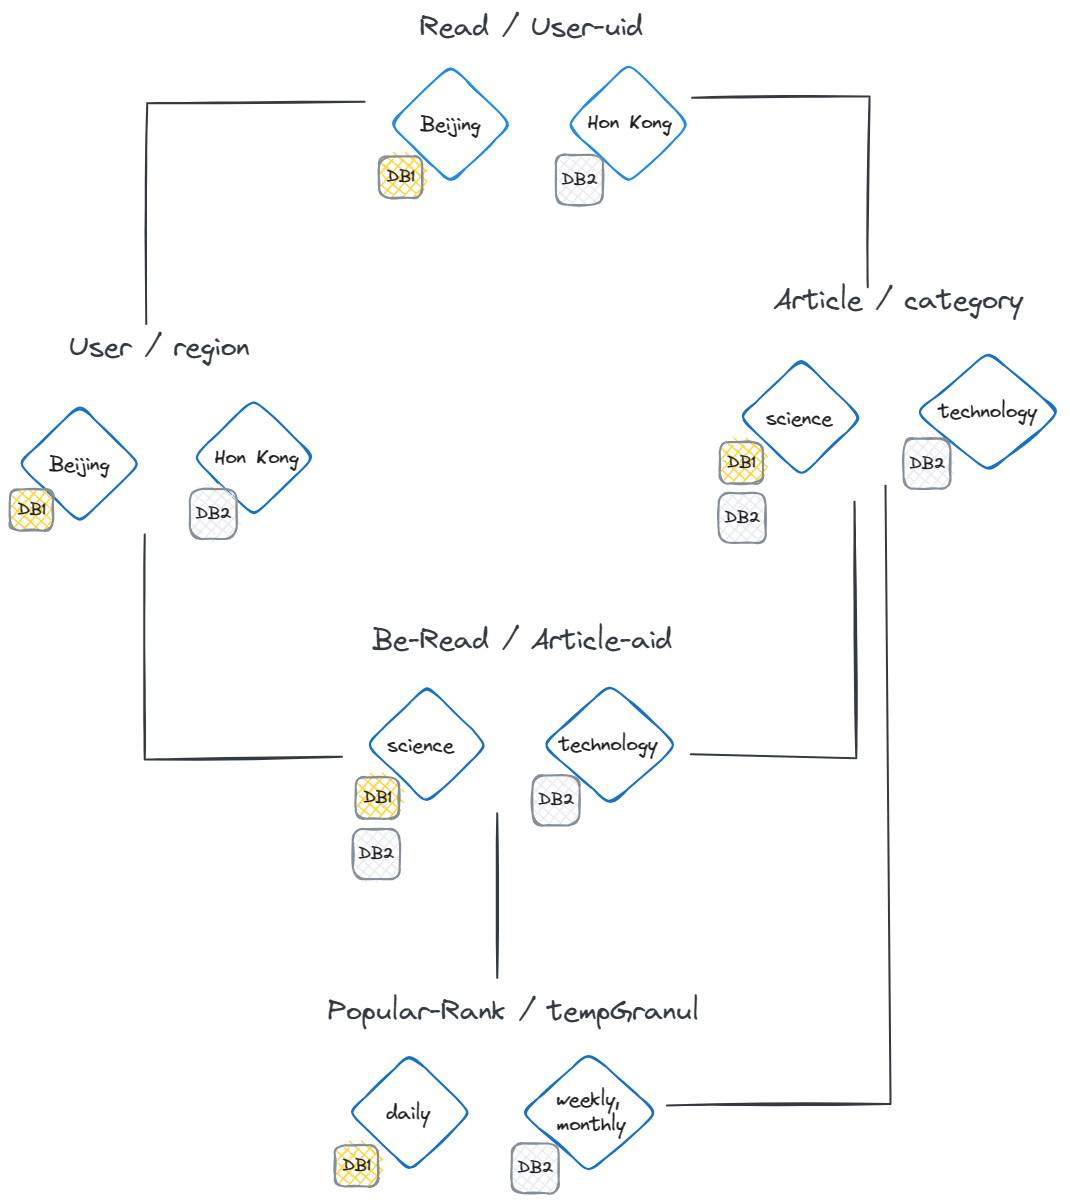 Read / User-uid
Beijing
Hon Kong
DB1
DB2
Article / category
User / region
science
technology
DB1
DB2
DB2
Beijing
Hon Kong
DB1
DB2
Be-Read / Article-aid
science
technology
DB1
DB2
DB2
Popular-Rank / tempGranul
daily
weekly,
monthly
DB1
DB2